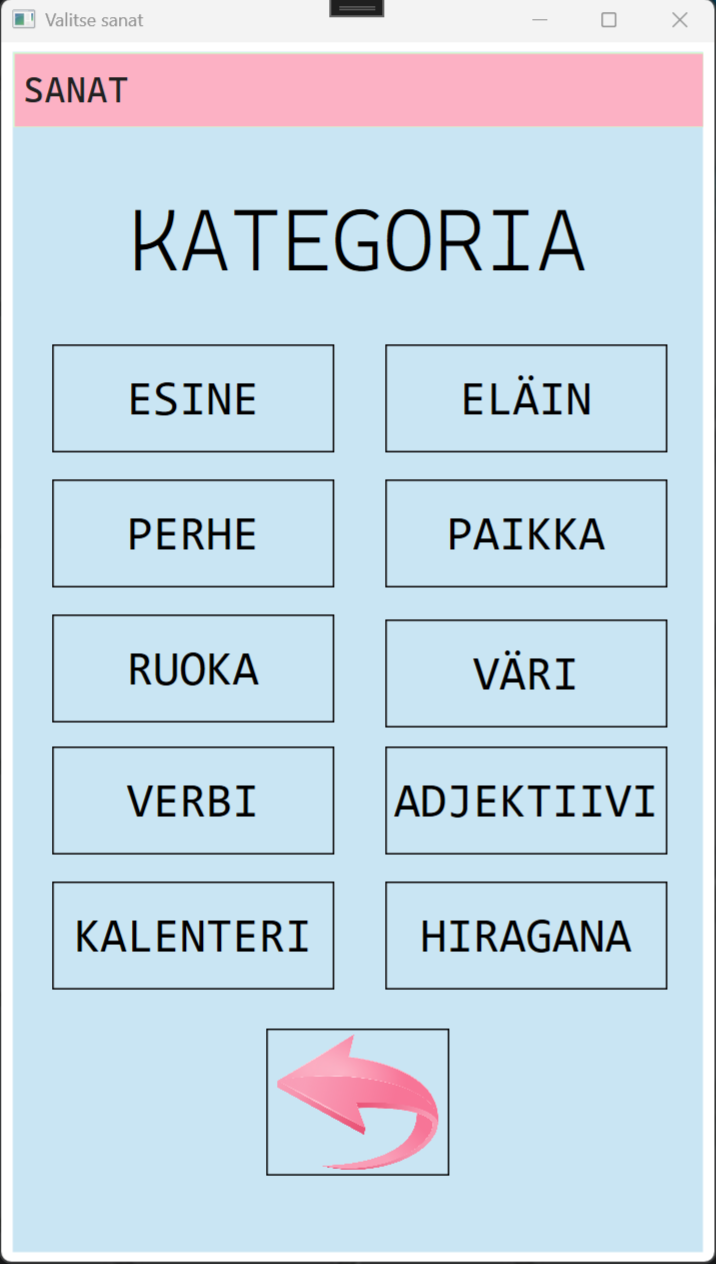 Valitse sanat
SANAT
KATEGORIA
ESINE
ELÄIN
PERHE
PAIKKA
RUOKA
VÄRI
VERBI
ADJEKTIIVI
KALENTERI
HIRAGANA